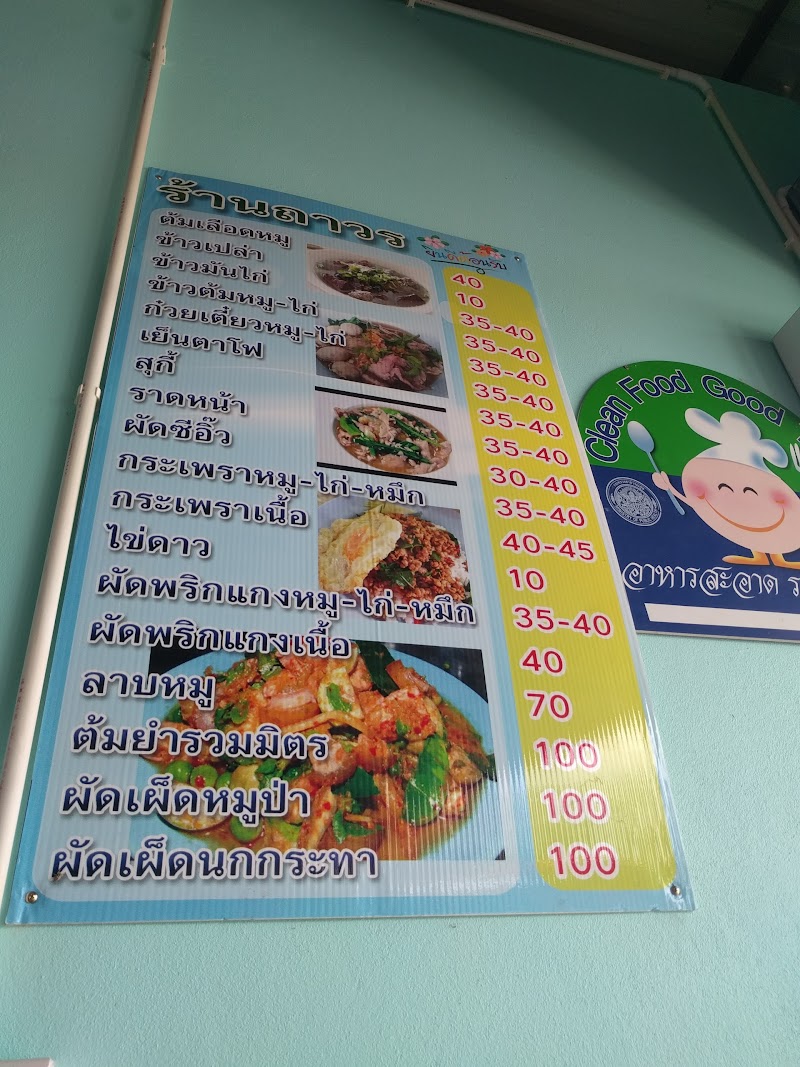 ร้านถาวร
ยินดีต้อนรับ
ต้มเลือดหมู 40
ข้าวเปล่า 10
ข้าวมันไก่ 35-40
ข้าวต้มหมู-ไก่ 35-40
ก๋วยเตี๋ยวหมู-ไก่ 35-40
เย็นตาโฟ 35-40
สุกี้ 35-40
ราดหน้า 35-40
ผัดซีอิ๊ว 30-40
กระเพราหมู-ไก่-หมึก 35-40
กระเพราเนื้อ 40-45
ไข่ดาว 10
ผัดพริกแกงหมู-ไก่-หมึก 35-40
ผัดพริกแกงเนื้อ 40
ลาบหมู 70
ต้มยำรวมมิตร 100
ผัดเผ็ดหมูป่า 100
ผัดเผ็ดนกกระทา 100
Clean Food Good
อาหารสะอาด ร